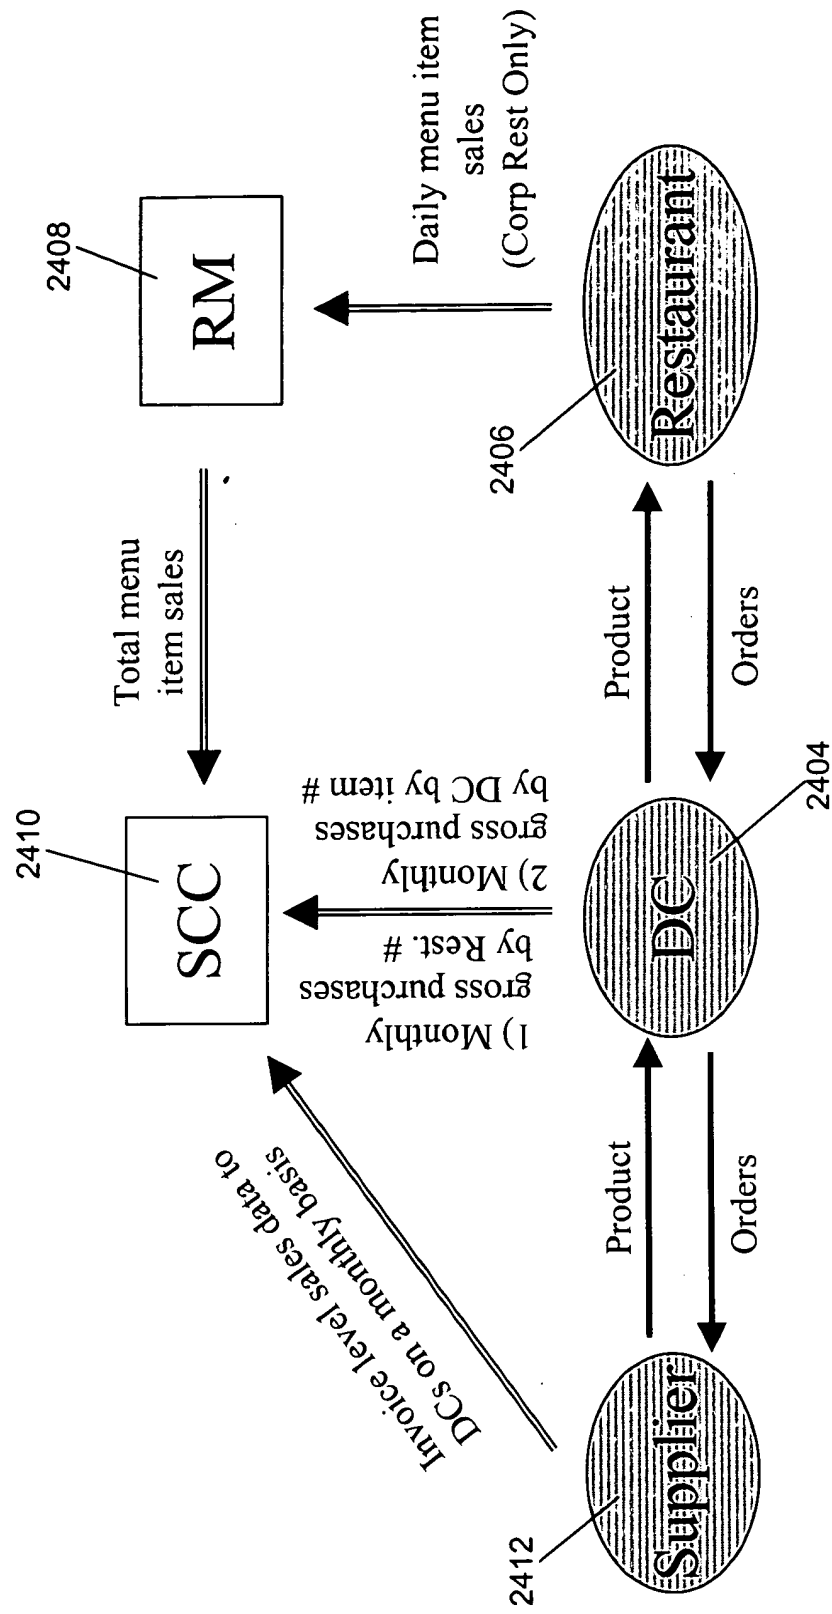 2410
SCC
Total menu
item sales
2408
RM
Invoice level sales data to
DCs on a monthly basis
1) Monthly
gross purchases
by Rest. #
2) Monthly
gross purchases
by DC by item #
Daily menu item
sales
(Corp Rest Only)
2412
Supplier
Product
Orders
DC
2404
Product
Orders
2406
Restaurant